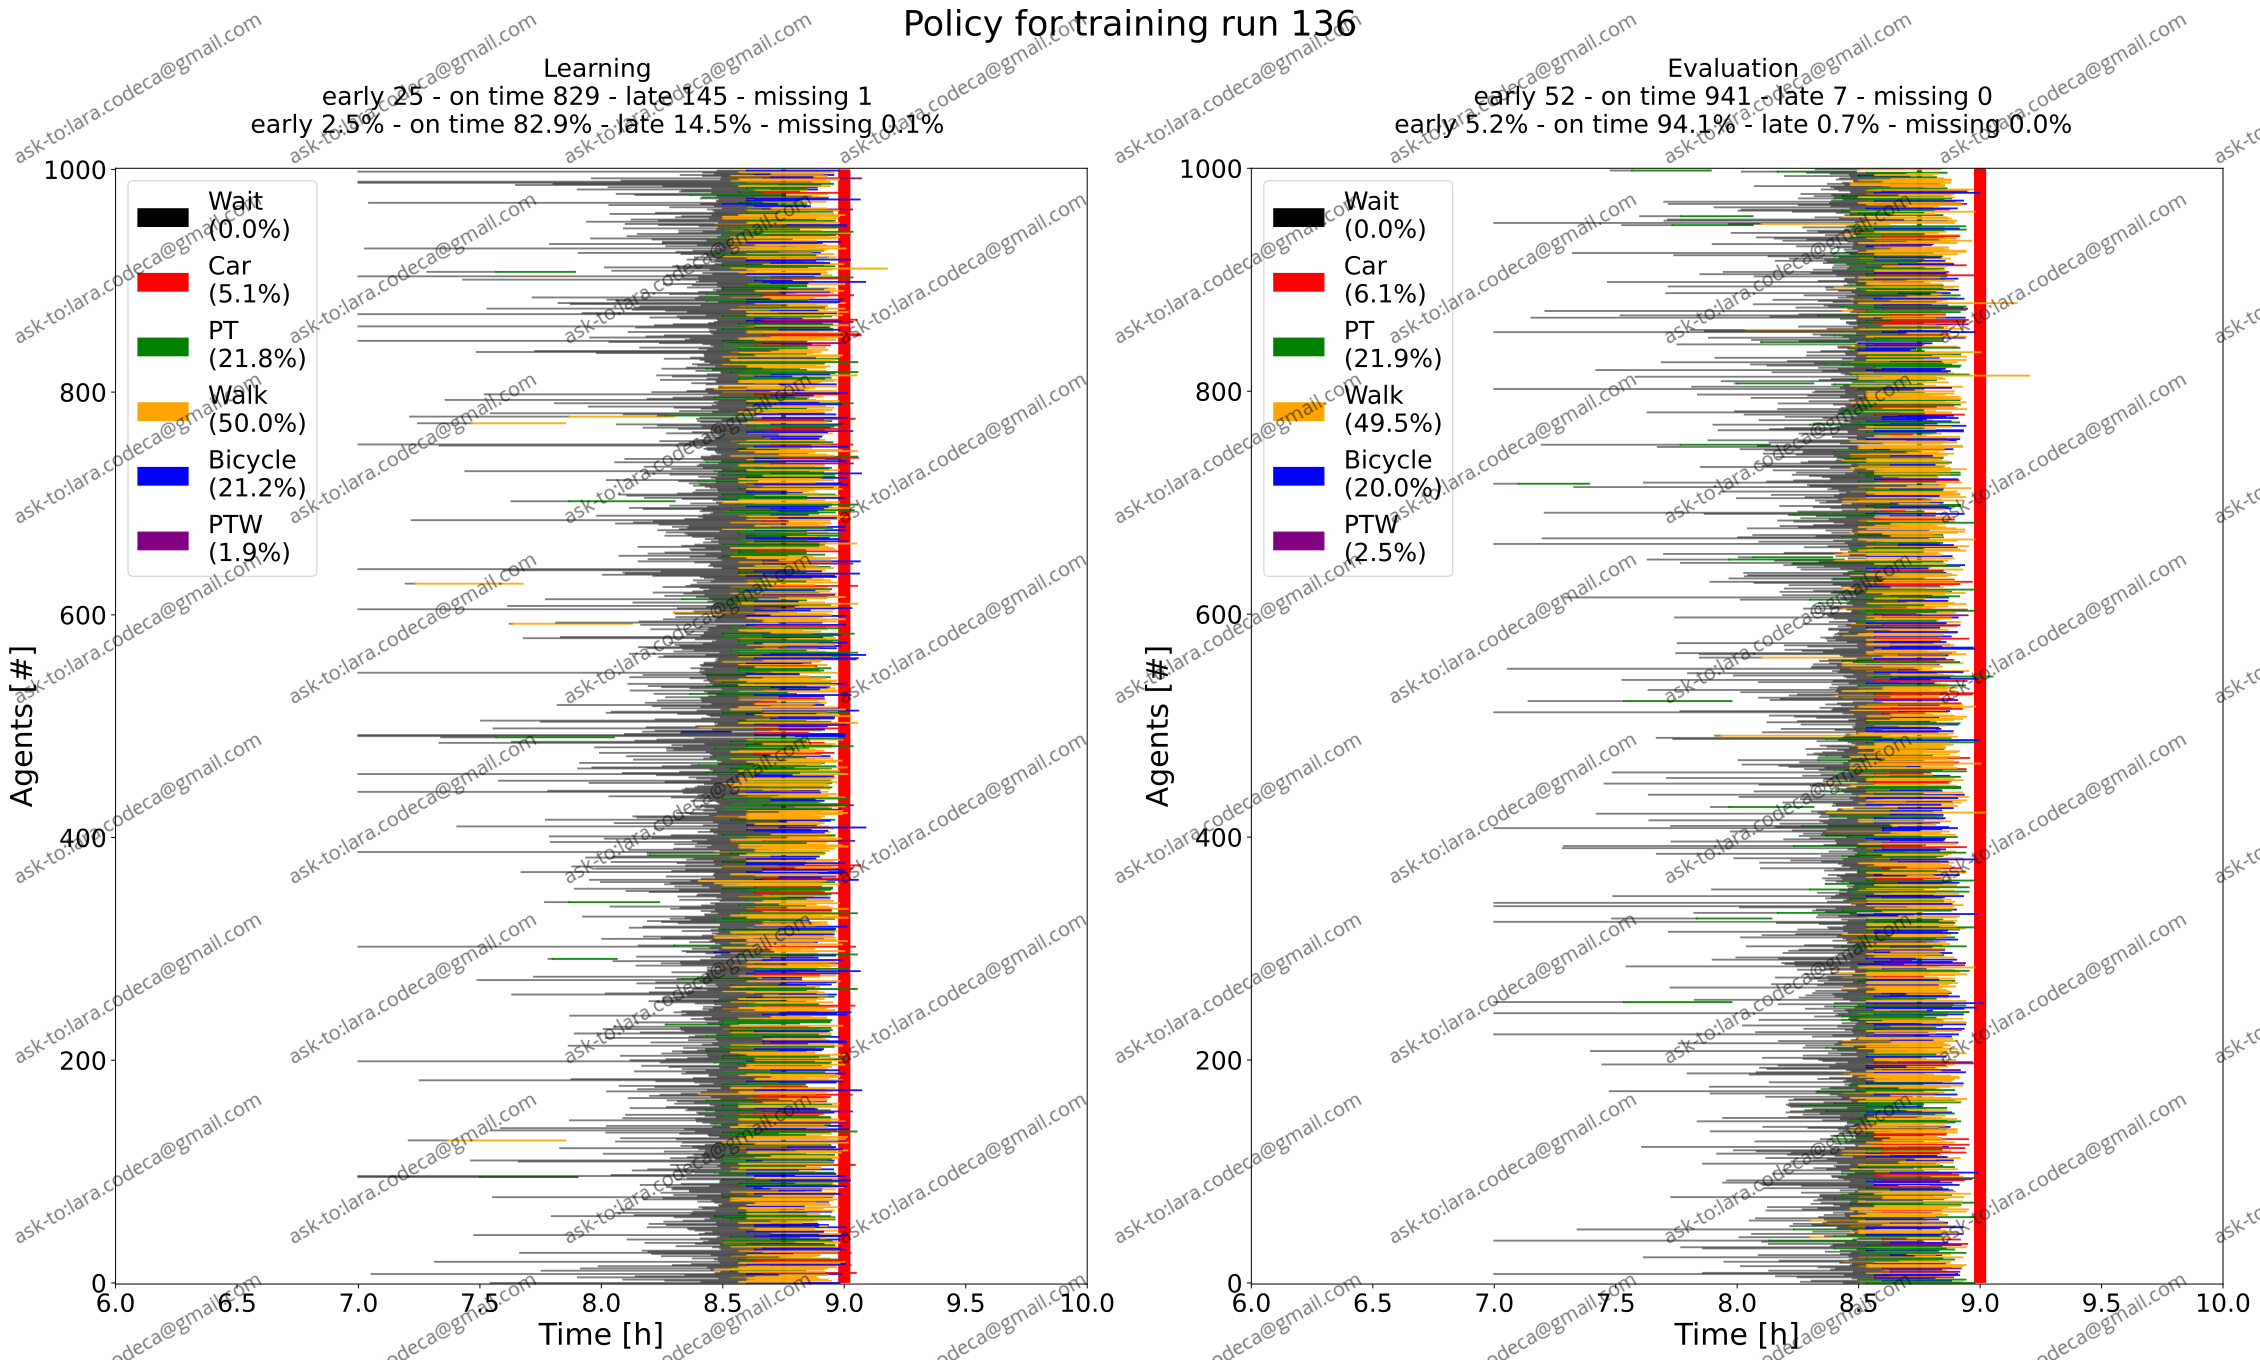 Policy for training run 136
Learning
early 25 - on time 829 - late 145 - missing 1
early 2.5% - on time 82.9% - late 14.5% - missing 0.1%
1000
800
600
400
200
0
Agents [#]
Wait
(0.0%)
Car
(5.1%)
PT
(21.8%)
Walk
(50.0%)
Bicycle
(21.2%)
PTW
(1.9%)
6.0 6.5 7.0 7.5 8.0 8.5 9.0 9.5 10.0
Time [h]
Evaluation
early 52 - on time 941 - late 7 - missing 0
early 5.2% - on time 94.1% - late 0.7% - missing 0.0%
1000
800
600
400
200
0
Agents [#]
Wait
(0.0%)
Car
(6.1%)
PT
(21.9%)
Walk
(49.5%)
Bicycle
(20.0%)
PTW
(2.5%)
6.0 6.5 7.0 7.5 8.0 8.5 9.0 9.5 10.0
Time [h]
ask-to:lara.codeca@gmail.com